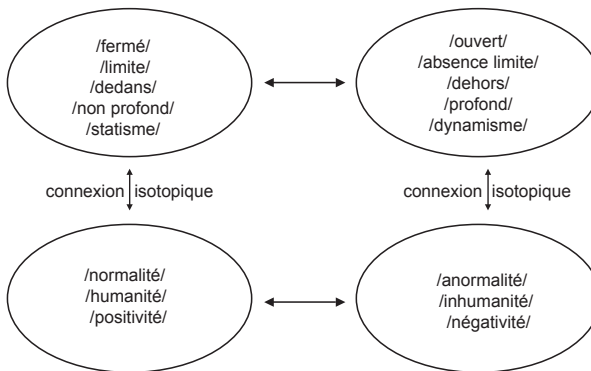 /fermé/
/limite/
/dedans/
/non profond/
/statisme/
/ouvert/
/absence limite/
/dehors/
/profond/
/dynamisme/
connexion isotopique
connexion isotopique
/normalité/
/humanité/
/positivité/
/anormalité/
/inhumanité/
/négativité/